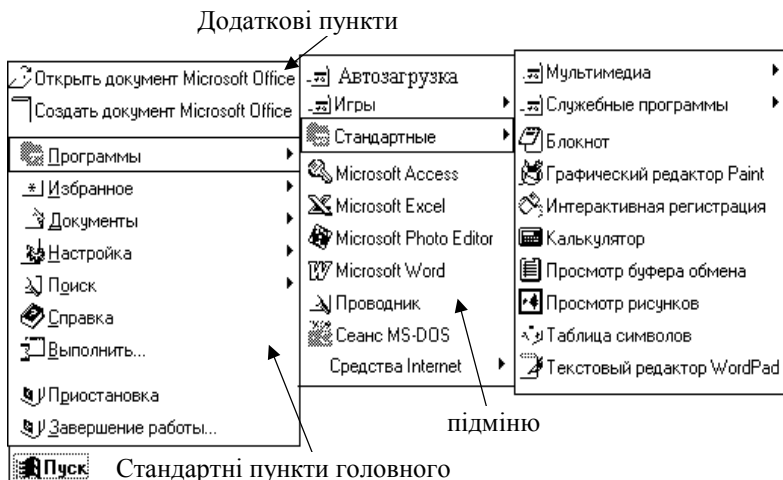 Додаткові пункти
Открыть документ Microsoft Office
Создать документ Microsoft Office
Программы
Избранное
Документы
Настройка
Поиск
Справка
Выполнить...
Приостановка
Завершение работы...
Пуск
Автозагрузка
Игры
Стандартные
Microsoft Access
Microsoft Excel
Microsoft Photo Editor
Microsoft Word
Проводник
Сеанс MS-DOS
Средства Internet
Мультимедиа
Служебные программы
Блокнот
Графический редактор Paint
Интерактивная регистрация
Калькулятор
Просмотр буфера обмена
Просмотр рисунков
Таблица символов
Текстовый редактор WordPad
підміню
Стандартні пункти головного